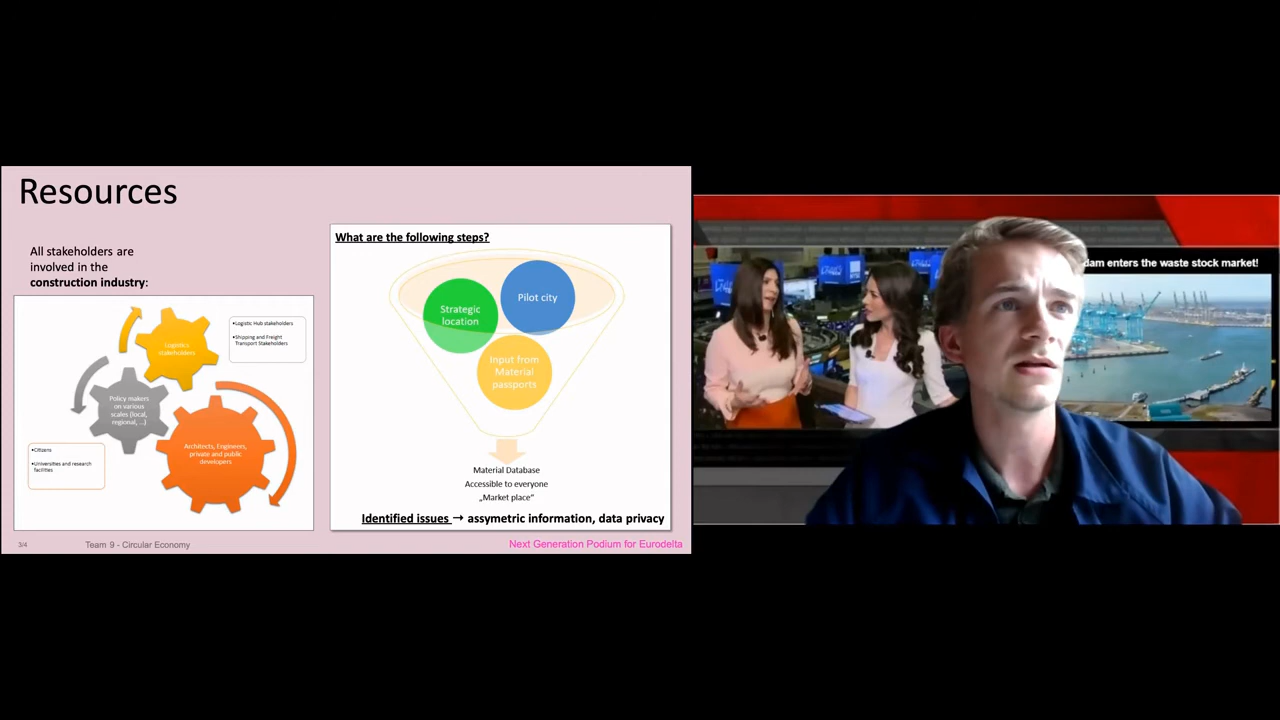 Resources
All stakeholders are
involved in the
construction industry:
Logistics
stakeholders
•Logistic Hub stakeholders
•Shipping and Freight
Transport Stakeholders
Policy makers
on various
scales (local,
regional, ...)
•Citizens
•Universities and research
facilities
Architects, Engineers,
private and public
developers
What are the following steps?
Strategic
location
Pilot city
Input from
Material
passports
Material Database
Accessible to everyone
„Market place"
Identified issues → assymetric information, data privacy
3/4
Team 9 - Circular Economy
Next Generation Podium for Eurodelta
dam enters the waste stock market!